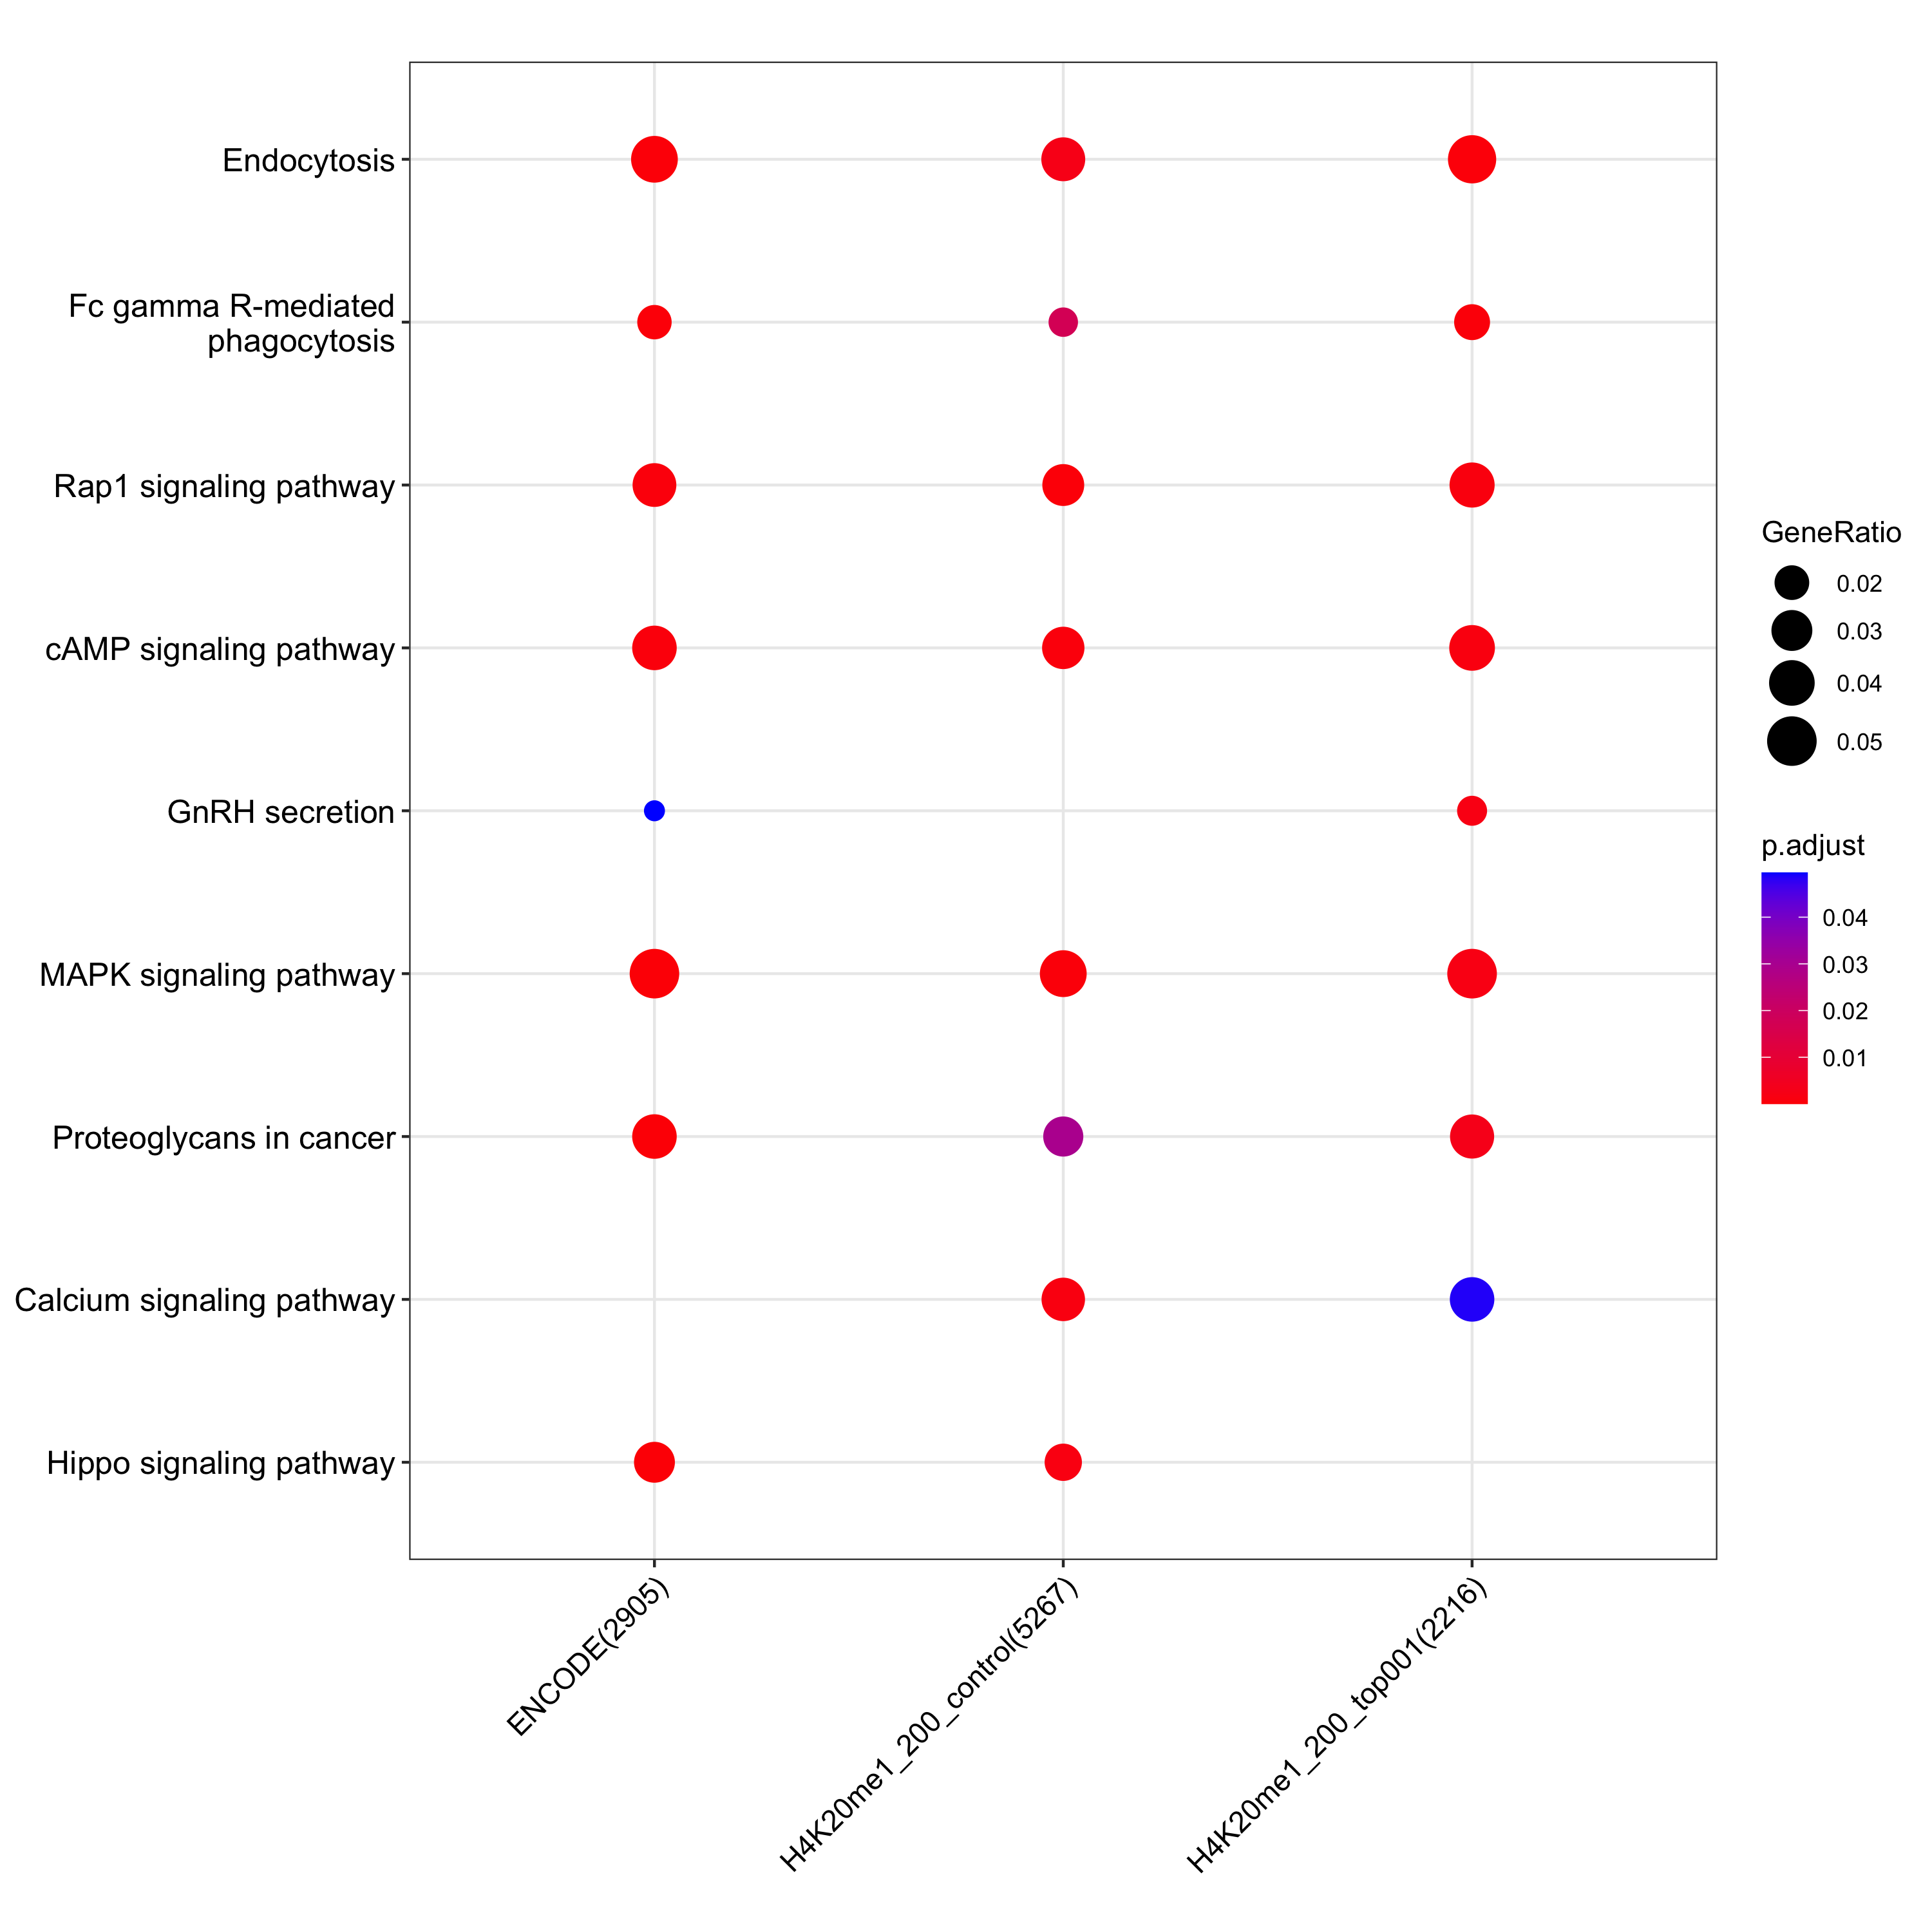 Endocytosis
Fc gamma R-mediated
phagocytosis
Rap1 signaling pathway
cAMP signaling pathway
GnRH secretion
MAPK signaling pathway
Proteoglycans in cancer
Calcium signaling pathway
Hippo signaling pathway
ENCODE(2905)
H4K20me1_200_control(5267)
H4K20me1_200_top001(2216)
GeneRatio
0.02
0.03
0.04
0.05
p.adjust
0.04
0.03
0.02
0.01